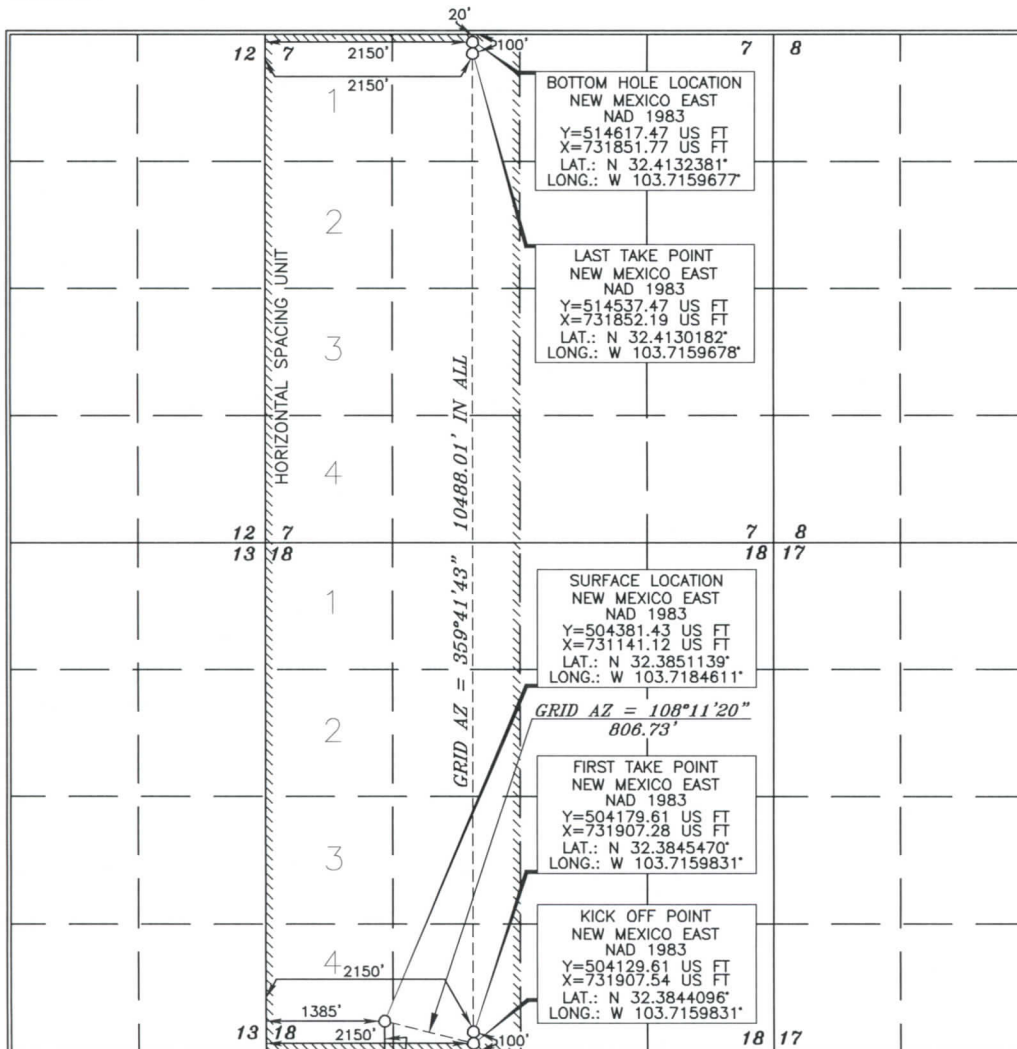 20'
12 7
2150'
100'
7 8
2150'
BOTTOM HOLE LOCATION
NEW MEXICO EAST
NAD 1983
Y=514617.47 US FT
X=731851.77 US FT
LAT.: N 32.4132381°
LONG.: W 103.7159677°
1
2
LAST TAKE POINT
NEW MEXICO EAST
NAD 1983
Y=514537.47 US FT
X=731852.19 US FT
LAT.: N 32.4130182°
LONG.: W 103.7159678°
HORIZONTAL SPACING UNIT
3
4
GRID AZ = 359°41'43" 10488.01' IN ALL
12 7
7 8
13 18
18 17
1
SURFACE LOCATION
NEW MEXICO EAST
NAD 1983
Y=504381.43 US FT
X=731141.12 US FT
LAT.: N 32.3851139°
LONG.: W 103.7184611°
2
GRID AZ = 108°11'20"
806.73'
FIRST TAKE POINT
NEW MEXICO EAST
NAD 1983
Y=504179.61 US FT
X=731907.28 US FT
LAT.: N 32.3845470°
LONG.: W 103.7159831°
3
KICK OFF POINT
NEW MEXICO EAST
NAD 1983
Y=504129.61 US FT
X=731907.54 US FT
LAT.: N 32.3844096°
LONG.: W 103.7159831°
4
2150'
1385'
13 18
2150'
100'
18 17